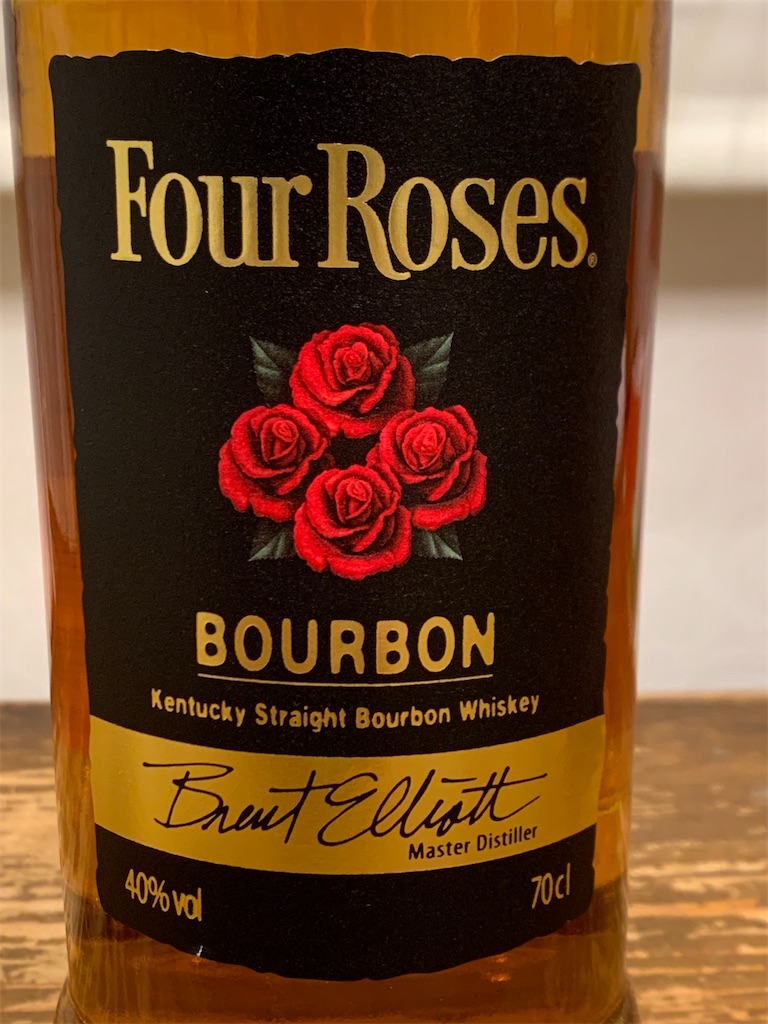 Four Roses®
BOURBON
Kentucky Straight Bourbon Whiskey
Brent Elliott
Master Distiller
40% vol
70cl